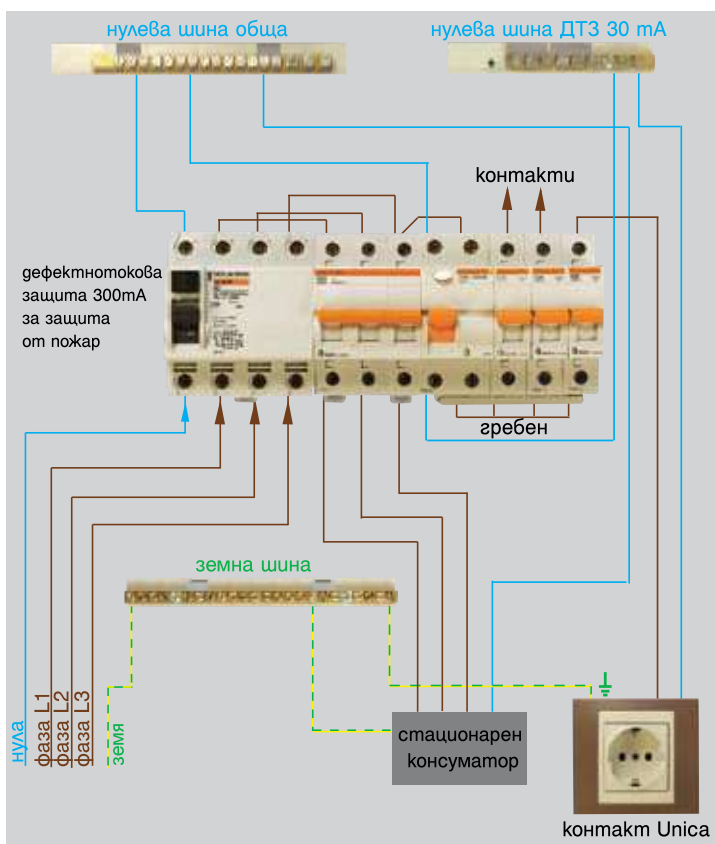 нулева шина обща
нулева шина ДТЗ 30 mA
контакти
дефектнотокова
защита 300mA
за защита
от пожар
гребен
земна шина
нула
фаза L1
фаза L2
фаза L3
земя
стационарен
консуматор
контакт Unica